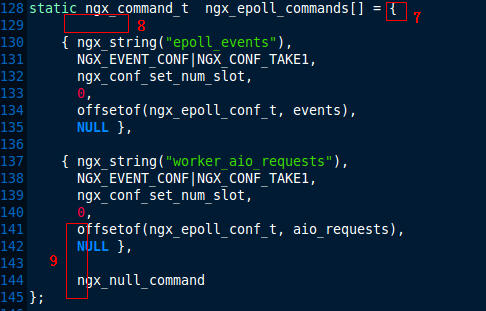 128 static ngx_command_t  ngx_epoll_commands[] = { 7
129 8
130     { ngx_string("epoll_events"),
131       NGX_EVENT_CONF|NGX_CONF_TAKE1,
132       ngx_conf_set_num_slot,
133       0,
134       offsetof(ngx_epoll_conf_t, events),
135       NULL },
136
137     { ngx_string("worker_aio_requests"),
138       NGX_EVENT_CONF|NGX_CONF_TAKE1,
139       ngx_conf_set_num_slot,
140       0,
141       offsetof(ngx_epoll_conf_t, aio_requests),
142       NULL },
143 9
144       ngx_null_command
145 };